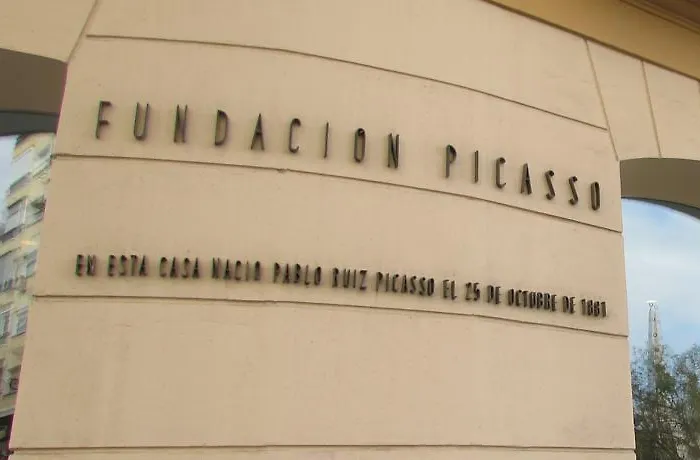 FUNDACION PICASSO
EN ESTA CASA NACIO PABLO RUIZ PICASSO EL 25 DE OCTUBRE DE 1881